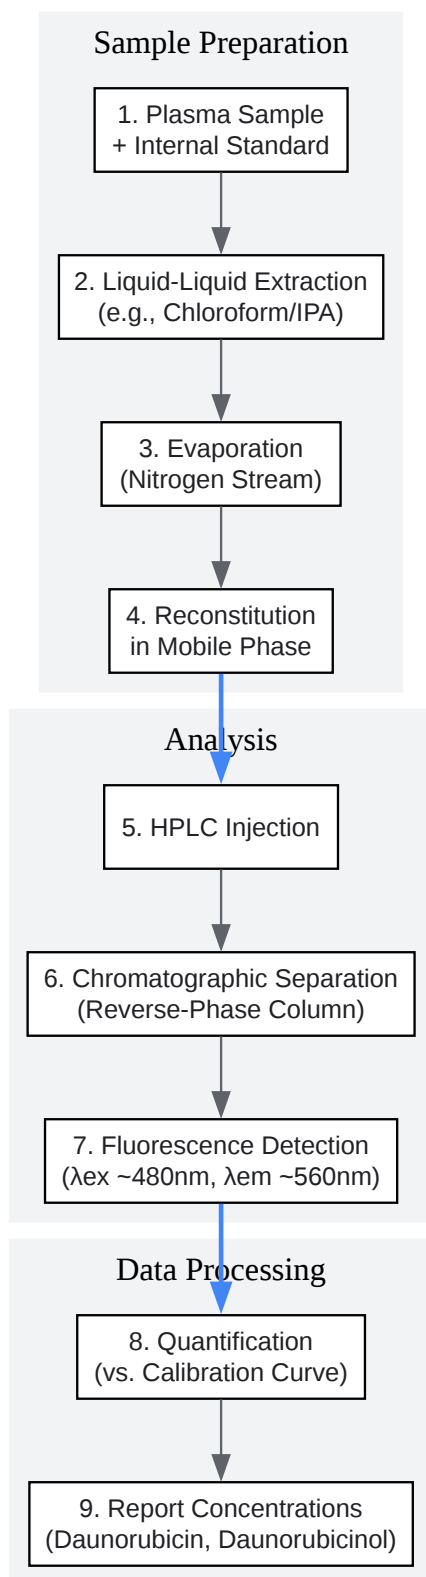 Sample Preparation
1. Plasma Sample
+ Internal Standard
2. Liquid-Liquid Extraction
(e.g., Chloroform/IPA)
3. Evaporation
(Nitrogen Stream)
4. Reconstitution
in Mobile Phase
Analysis
5. HPLC Injection
6. Chromatographic Separation
(Reverse-Phase Column)
7. Fluorescence Detection
(λex ~480nm, λem ~560nm)
Data Processing
8. Quantification
(vs. Calibration Curve)
9. Report Concentrations
(Daunorubicin, Daunorubicinol)